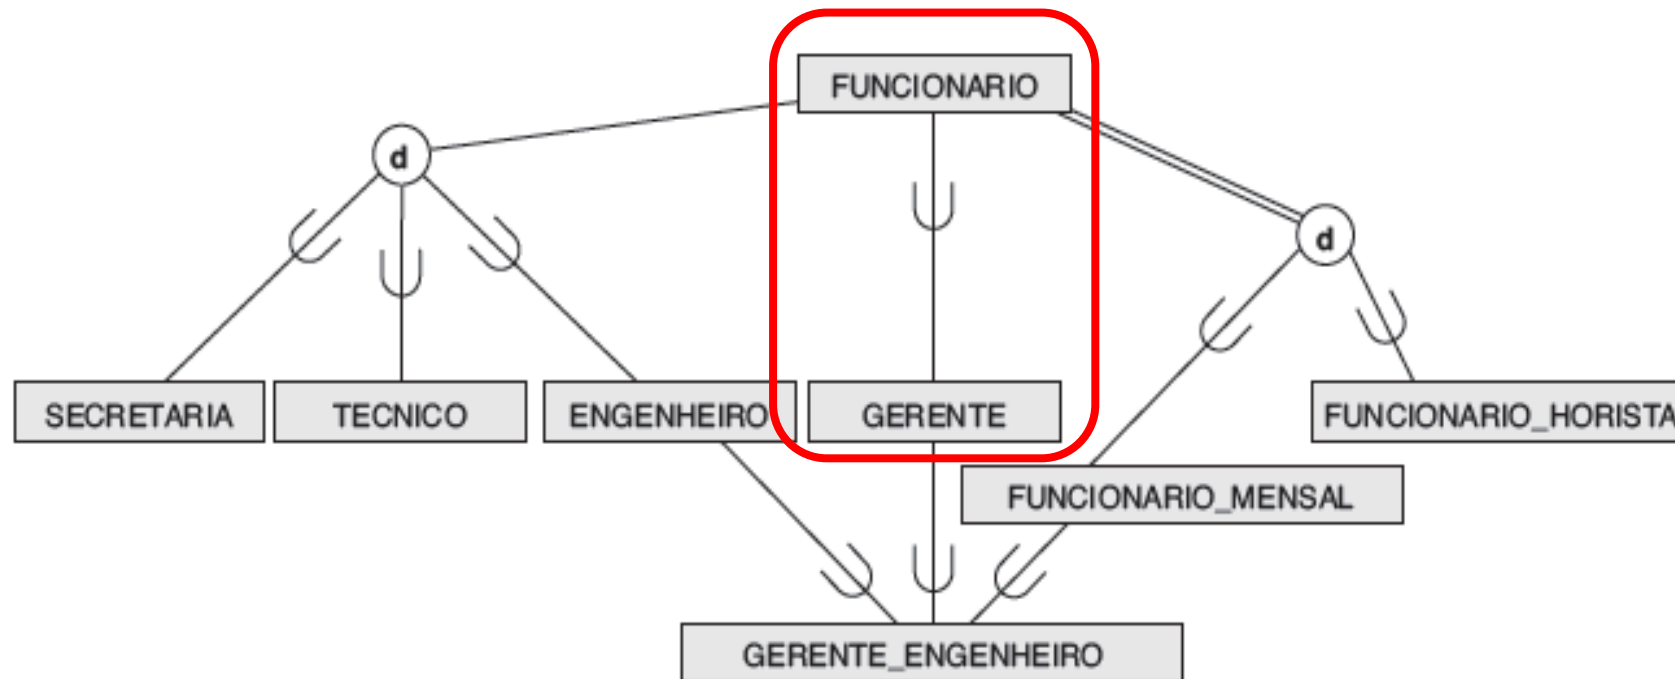 FUNCIONARIO
d
d
SECRETARIA
TECNICO
ENGENHEIRO
GERENTE
FUNCIONARIO_HORISTA
FUNCIONARIO_MENSAL
GERENTE_ENGENHEIRO